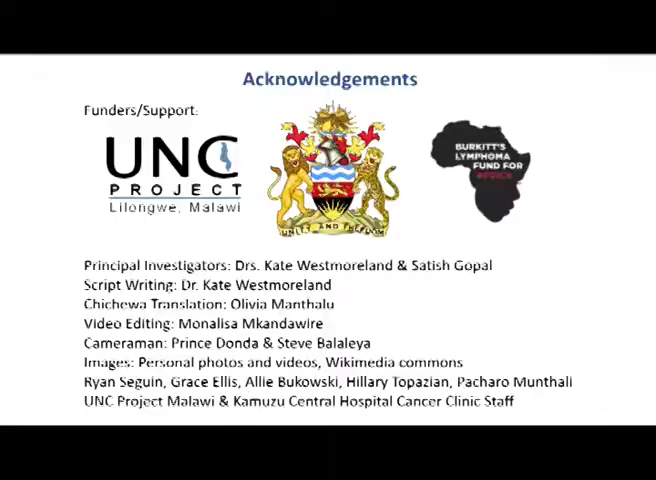 Acknowledgements
Funders/Support:
UNC
PROJECT
Lilongwe, Malawi
UNITY AND FREEDOM
BURKITT'S
LYMPHOMA
FUND FOR
AFRICA
Principal Investigators: Drs. Kate Westmoreland & Satish Gopal
Script Writing: Dr. Kate Westmoreland
Chichewa Translation: Olivia Manthalu
Video Editing: Monalisa Mkandawire
Cameraman: Prince Donda & Steve Balaleya
Images: Personal photos and videos, Wikimedia commons
Ryan Seguin, Grace Ellis, Allie Bukowski, Hillary Topazian, Pacharo Munthali
UNC Project Malawi & Kamuzu Central Hospital Cancer Clinic Staff